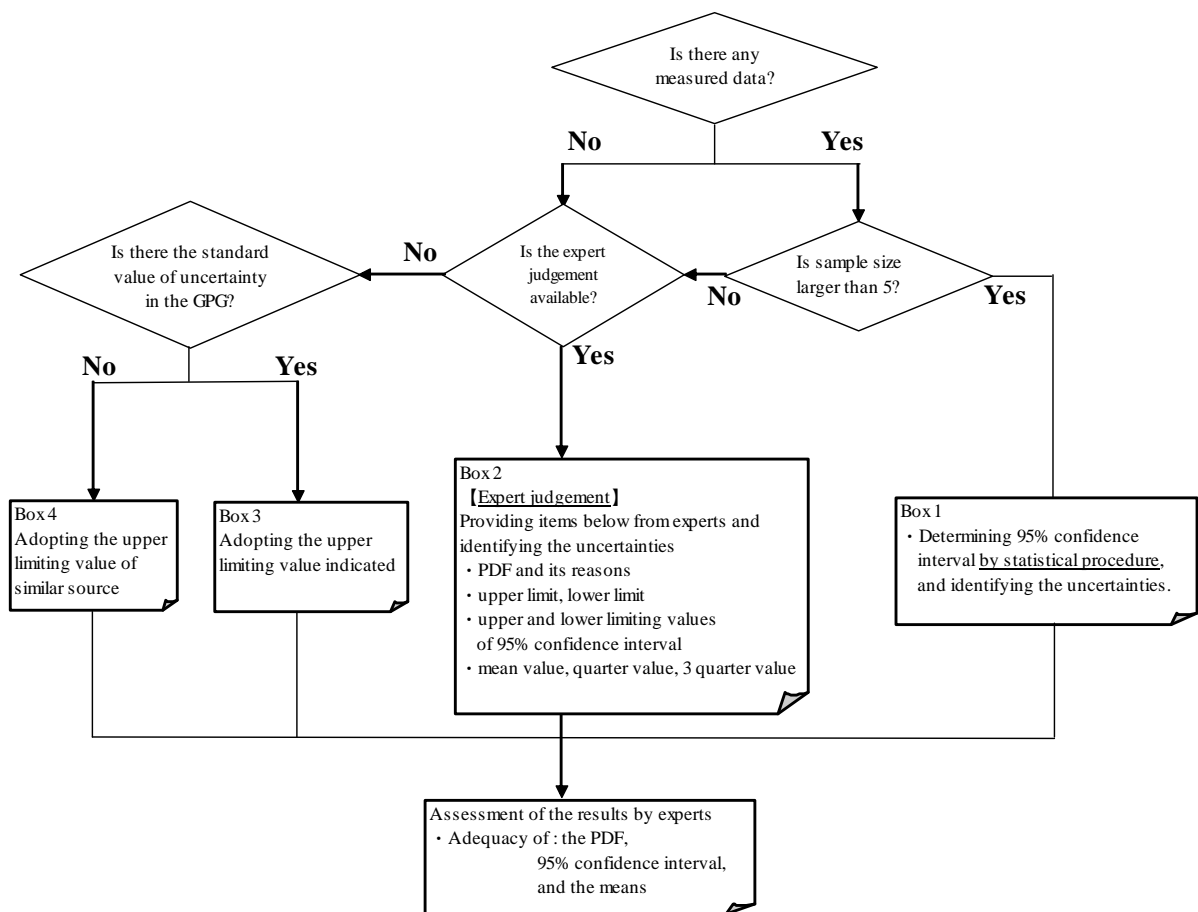 Is there any
measured data?
No
Yes
Is there the standard
value of uncertainty
in the GPG?
No
Is the expert
judgement
available?
No
Is sample size
larger than 5?
Yes
No
Yes
Yes
Box 4
Adopting the upper
limiting value of
similar source
Box 3
Adopting the upper
limiting value indicated
Box 2
【Expert judgement】
Providing items below from experts and
identifying the uncertainties
・PDF and its reasons
・upper limit, lower limit
・upper and lower limiting values
of 95% confidence interval
・mean value, quarter value, 3 quarter value
Box 1
・Determining 95% confidence
interval by statistical procedure,
and identifying the uncertainties.
Assessment of the results by experts
・Adequacy of : the PDF,
95% confidence interval,
and the means